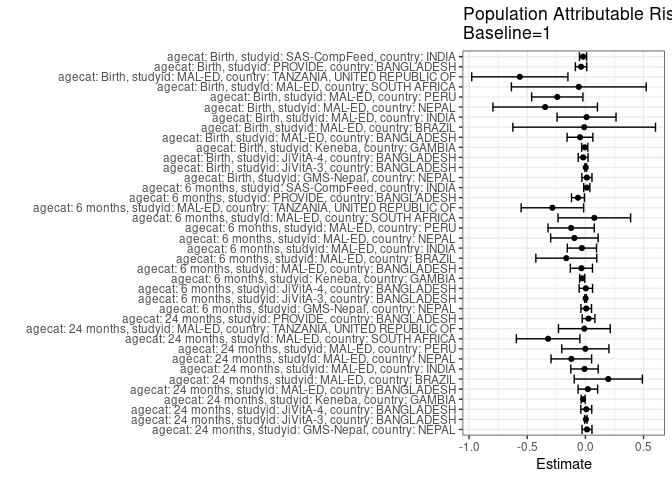 Population Attributable Ris
Baseline=1
agecat: Birth, studyid: SAS-CompFeed, country: INDIA
agecat: Birth, studyid: PROVIDE, country: BANGLADESH
agecat: Birth, studyid: MAL-ED, country: TANZANIA, UNITED REPUBLIC OF
agecat: Birth, studyid: MAL-ED, country: SOUTH AFRICA
agecat: Birth, studyid: MAL-ED, country: PERU
agecat: Birth, studyid: MAL-ED, country: NEPAL
agecat: Birth, studyid: MAL-ED, country: INDIA
agecat: Birth, studyid: MAL-ED, country: BRAZIL
agecat: Birth, studyid: MAL-ED, country: BANGLADESH
agecat: Birth, studyid: Keneba, country: GAMBIA
agecat: Birth, studyid: JiVitA-4, country: BANGLADESH
agecat: Birth, studyid: JiVitA-3, country: BANGLADESH
agecat: Birth, studyid: GMS-Nepal, country: NEPAL
agecat: 6 months, studyid: SAS-CompFeed, country: INDIA
agecat: 6 months, studyid: PROVIDE, country: BANGLADESH
agecat: 6 months, studyid: MAL-ED, country: TANZANIA, UNITED REPUBLIC OF
agecat: 6 months, studyid: MAL-ED, country: SOUTH AFRICA
agecat: 6 months, studyid: MAL-ED, country: PERU
agecat: 6 months, studyid: MAL-ED, country: NEPAL
agecat: 6 months, studyid: MAL-ED, country: INDIA
agecat: 6 months, studyid: MAL-ED, country: BRAZIL
agecat: 6 months, studyid: MAL-ED, country: BANGLADESH
agecat: 6 months, studyid: Keneba, country: GAMBIA
agecat: 6 months, studyid: JiVitA-4, country: BANGLADESH
agecat: 6 months, studyid: JiVitA-3, country: BANGLADESH
agecat: 6 months, studyid: GMS-Nepal, country: NEPAL
agecat: 24 months, studyid: PROVIDE, country: BANGLADESH
agecat: 24 months, studyid: MAL-ED, country: TANZANIA, UNITED REPUBLIC OF
agecat: 24 months, studyid: MAL-ED, country: SOUTH AFRICA
agecat: 24 months, studyid: MAL-ED, country: PERU
agecat: 24 months, studyid: MAL-ED, country: NEPAL
agecat: 24 months, studyid: MAL-ED, country: INDIA
agecat: 24 months, studyid: MAL-ED, country: BRAZIL
agecat: 24 months, studyid: MAL-ED, country: BANGLADESH
agecat: 24 months, studyid: Keneba, country: GAMBIA
agecat: 24 months, studyid: JiVitA-4, country: BANGLADESH
agecat: 24 months, studyid: JiVitA-3, country: BANGLADESH
agecat: 24 months, studyid: GMS-Nepal, country: NEPAL
-1.0 -0.5 0.0 0.5
Estimate